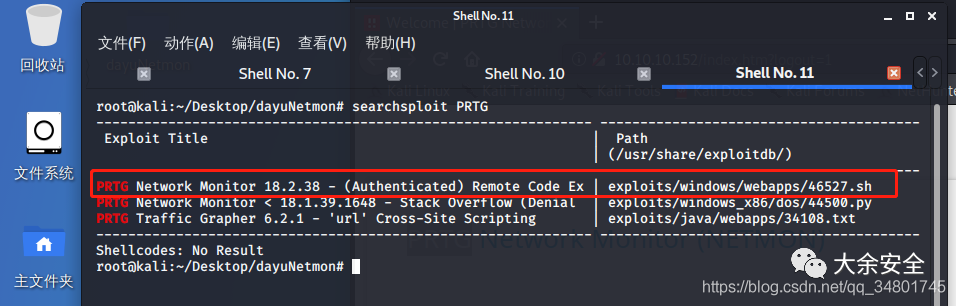 Shell No. 11
文件(F) 动作(A) 编辑(E) 查看(V) 帮助(H)
Shell No. 7 Shell No. 10 Shell No. 11
root@kali:~/Desktop/dayuNetmon# searchsploit PRTG
Exploit Title | Path
| (/usr/share/exploitdb/)
PRTG Network Monitor 18.2.38 - (Authenticated) Remote Code Ex | exploits/windows/webapps/46527.sh
PRTG Network Monitor < 18.1.39.1648 - Stack Overflow (Denial | exploits/windows_x86/dos/44500.py
PRTG Traffic Grapher 6.2.1 - 'url' Cross-Site Scripting | exploits/java/webapps/34108.txt
Shellcodes: No Result
root@kali:~/Desktop/dayuNetmon#
回收站
文件系统
主文件夹
大余安全
https://blog.csdn.net/qq_34801745